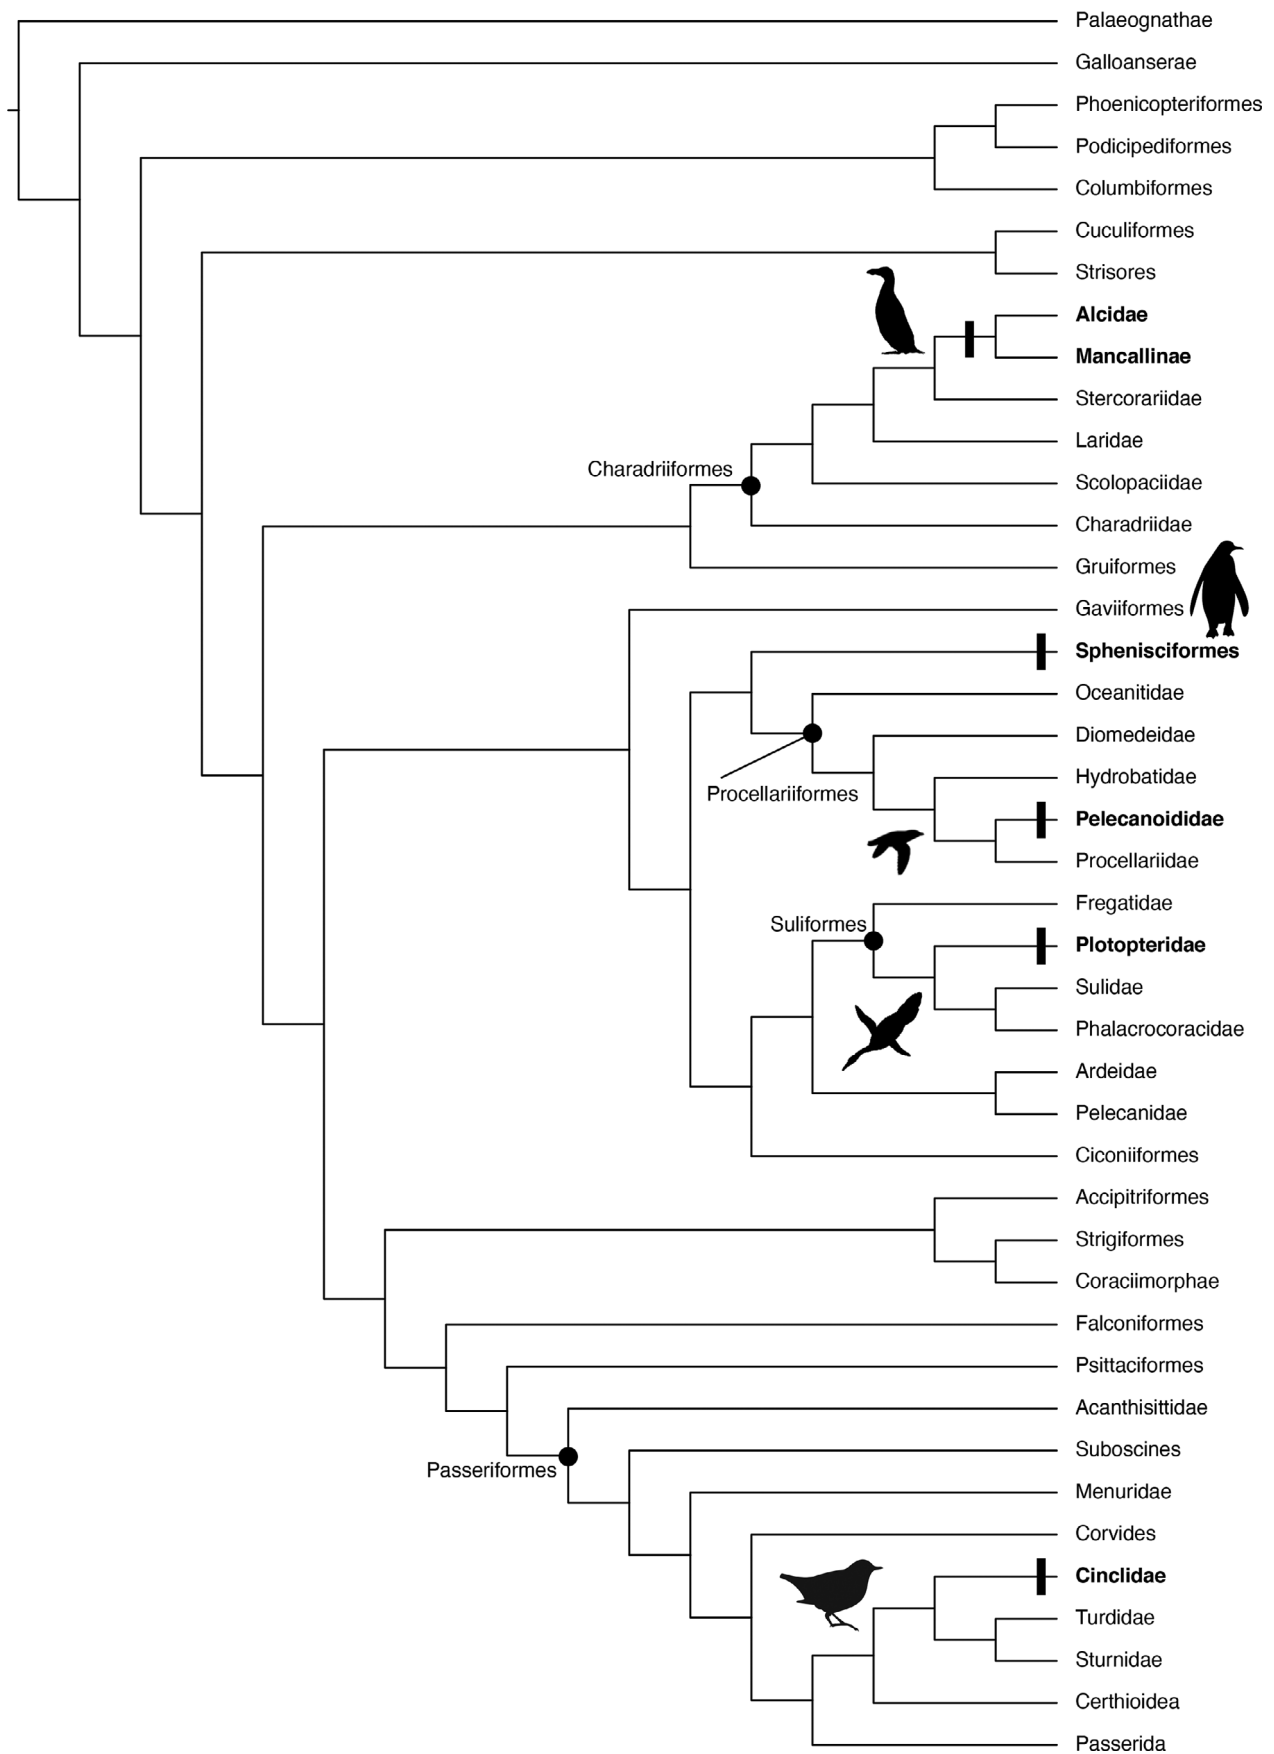 Palaeognathae
Galloanserae
Phoenicopteriformes
Podicipediformes
Columbiformes
Cuculiformes
Strisores
Alcidae
Mancallinae
Stercorariidae
Laridae
Charadriiformes
Scolopaciidae
Charadriidae
Gruiformes
Gaviiformes
Sphenisciformes
Oceanitidae
Diomedeidae
Hydrobatidae
Procellariiformes
Pelecanoididae
Procellariidae
Fregatidae
Suliformes
Plotopteridae
Sulidae
Phalacrocoracidae
Ardeidae
Pelecanidae
Ciconiiformes
Accipitriformes
Strigiformes
Coraciimorphae
Falconiformes
Psittaciformes
Acanthisittidae
Suboscines
Passeriformes
Menuridae
Corvides
Cinclidae
Turdidae
Sturnidae
Certhioidea
Passerida